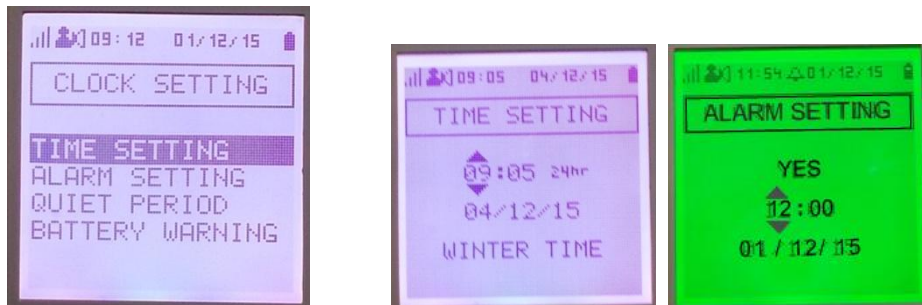 09:12 01/12/15
CLOCK SETTING
TIME SETTING
ALARM SETTING
QUIET PERIOD
BATTERY WARNING
09:05 04/12/15
TIME SETTING
09:05 24hr
04/12/15
WINTER TIME
11:54 01/12/15
ALARM SETTING
YES
12:00
01/12/15